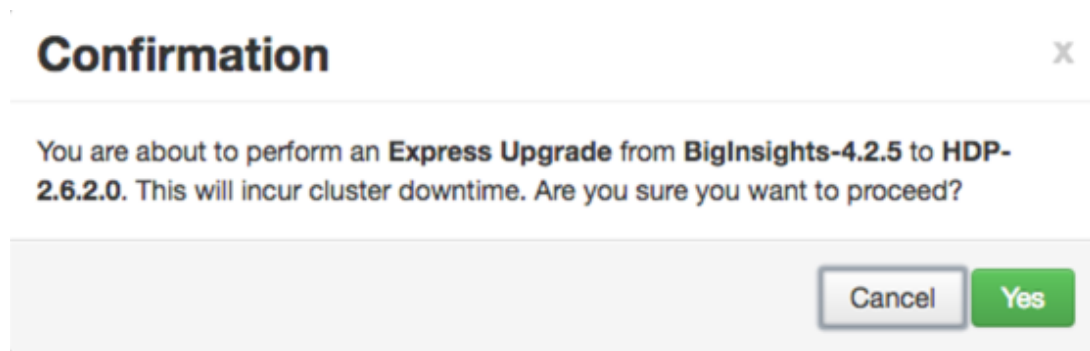 Confirmation
x
You are about to perform an Express Upgrade from BigInsights-4.2.5 to HDP-
2.6.2.0. This will incur cluster downtime. Are you sure you want to proceed?
Cancel
Yes